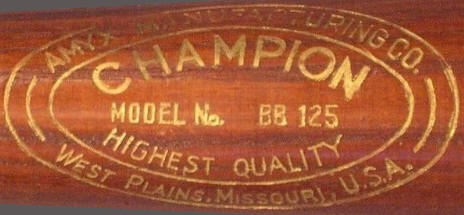 AMYX MANUFACTURING CO.
CHAMPION
MODEL No. BB 125
HIGHEST QUALITY
WEST PLAINS, MISSOURI, U.S.A.